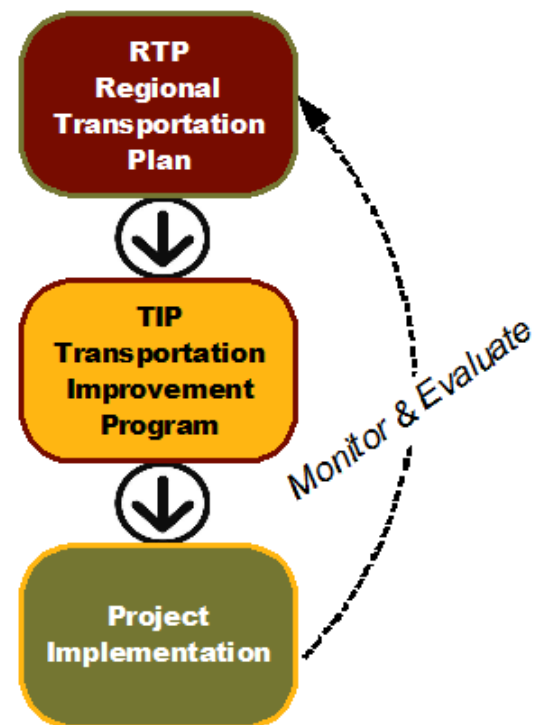 RTP
Regional
Transportation
Plan
TIP
Transportation
Improvement
Program
Monitor & Evaluate
Project
Implementation